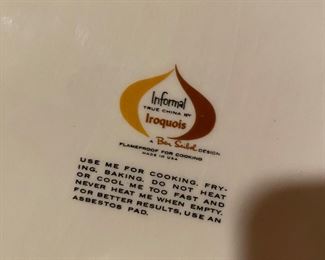 Informal
TRUE CHINA BY
Iroquois
A Ben Seibel DESIGN
FLAMEPROOF FOR COOKING
MADE IN USA
USE ME FOR COOKING, FRY-
ING, BAKING. DO NOT HEAT
OR COOL ME TOO FAST AND
NEVER HEAT ME WHEN EMPTY.
FOR BETTER RESULTS, USE AN
ASBESTOS PAD.